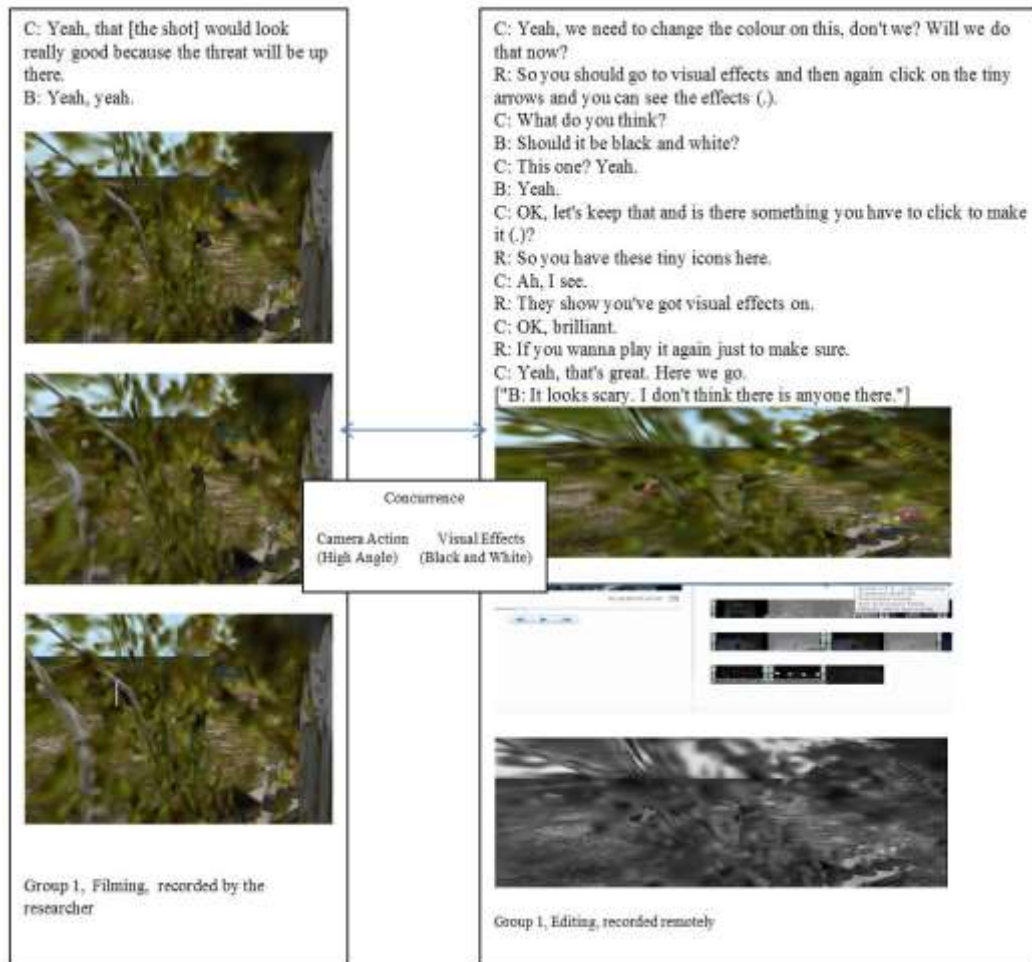 C: Yeah, that [the shot] would look
really good because the threat will be up
there.
B: Yeah, yeah.
Group 1, Filming, recorded by the
researcher
Concurrence
Camera Action Visual Effects
(High Angle) (Black and White)
C: Yeah, we need to change the colour on this, don't we? Will we do
that now?
R: So you should go to visual effects and then again click on the tiny
arrows and you can see the effects (.).
C: What do you think?
B: Should it be black and white?
C: This one? Yeah.
B: Yeah.
C: OK, let's keep that and is there something you have to click to make
it (.)?
R: So you have these tiny icons here.
C: Ah, I see.
R: They show you've got visual effects on.
C: OK, brilliant.
R: If you wanna play it again just to make sure.
C: Yeah, that's great. Here we go.
["B: It looks scary. I don't think there is anyone there."]
Group 1, Editing, recorded remotely